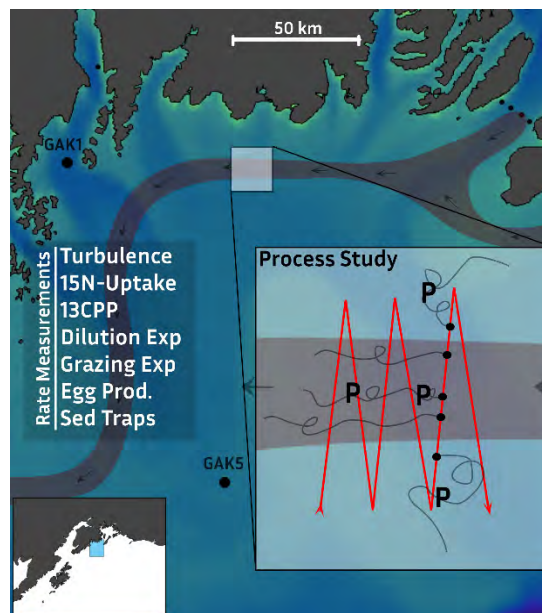 50 km
GAK1
Rate Measurements
Turbulence
15N-Uptake
13CPP
Dilution Exp
Grazing Exp
Egg Prod.
Sed Traps
Process Study
P
P
P
P
GAK5